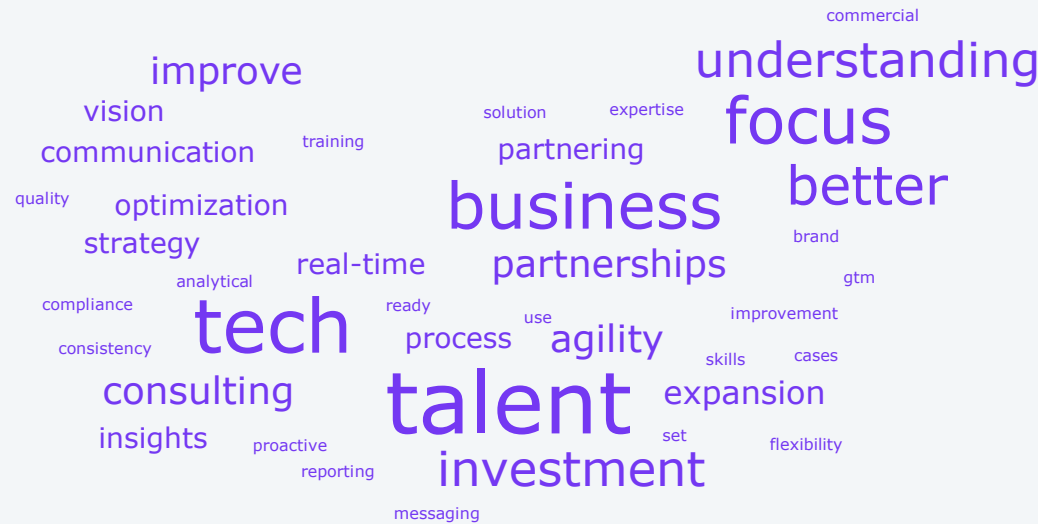 commercial
understanding
improve
focus
vision
solution
expertise
training
communication
partnering
better
quality
optimization
business
strategy
brand
real-time
partnerships
analytical
gtm
compliance
tech
ready
use
improvement
process
agility
consistency
skills
cases
consulting
talent
expansion
insights
proactive
set
flexibility
reporting
investment
messaging